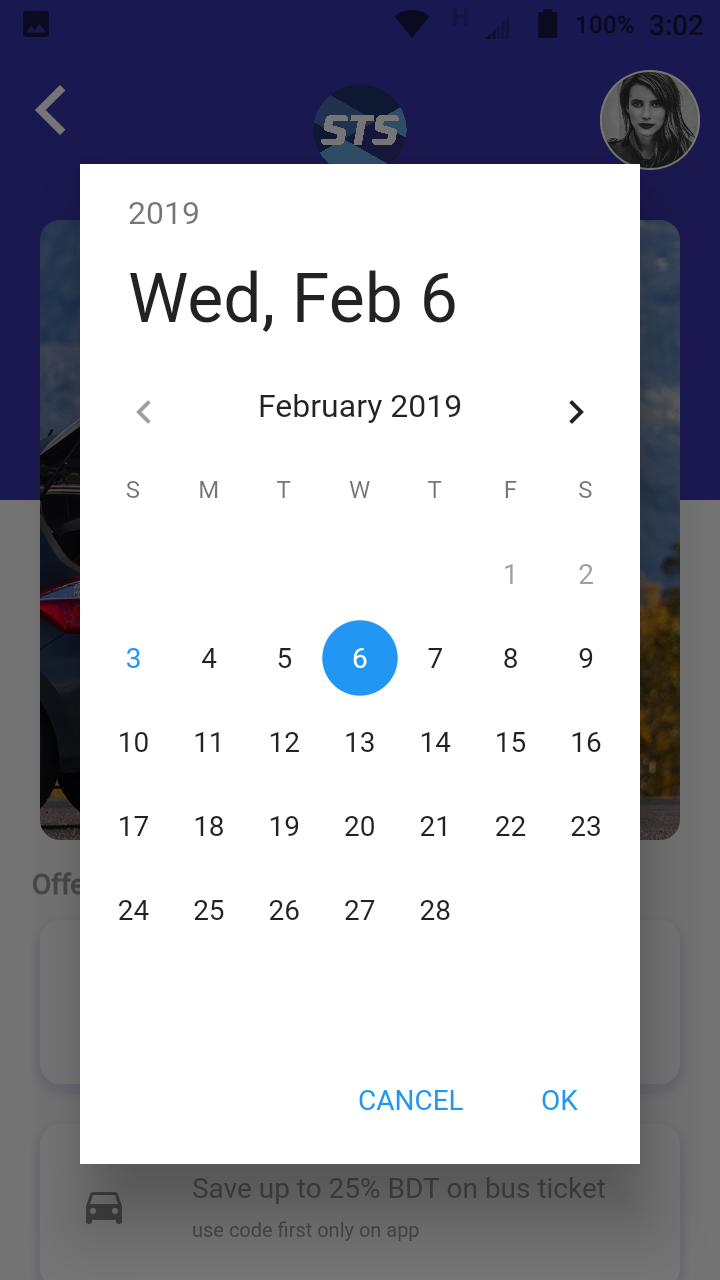 H 100% 3:02
STS
2019
Wed, Feb 6
February 2019
S M T W T F S
1 2
3 4 5 6 7 8 9
10 11 12 13 14 15 16
17 18 19 20 21 22 23
24 25 26 27 28
Offe
CANCEL OK
Save up to 25% BDT on bus ticket
use code first only on app